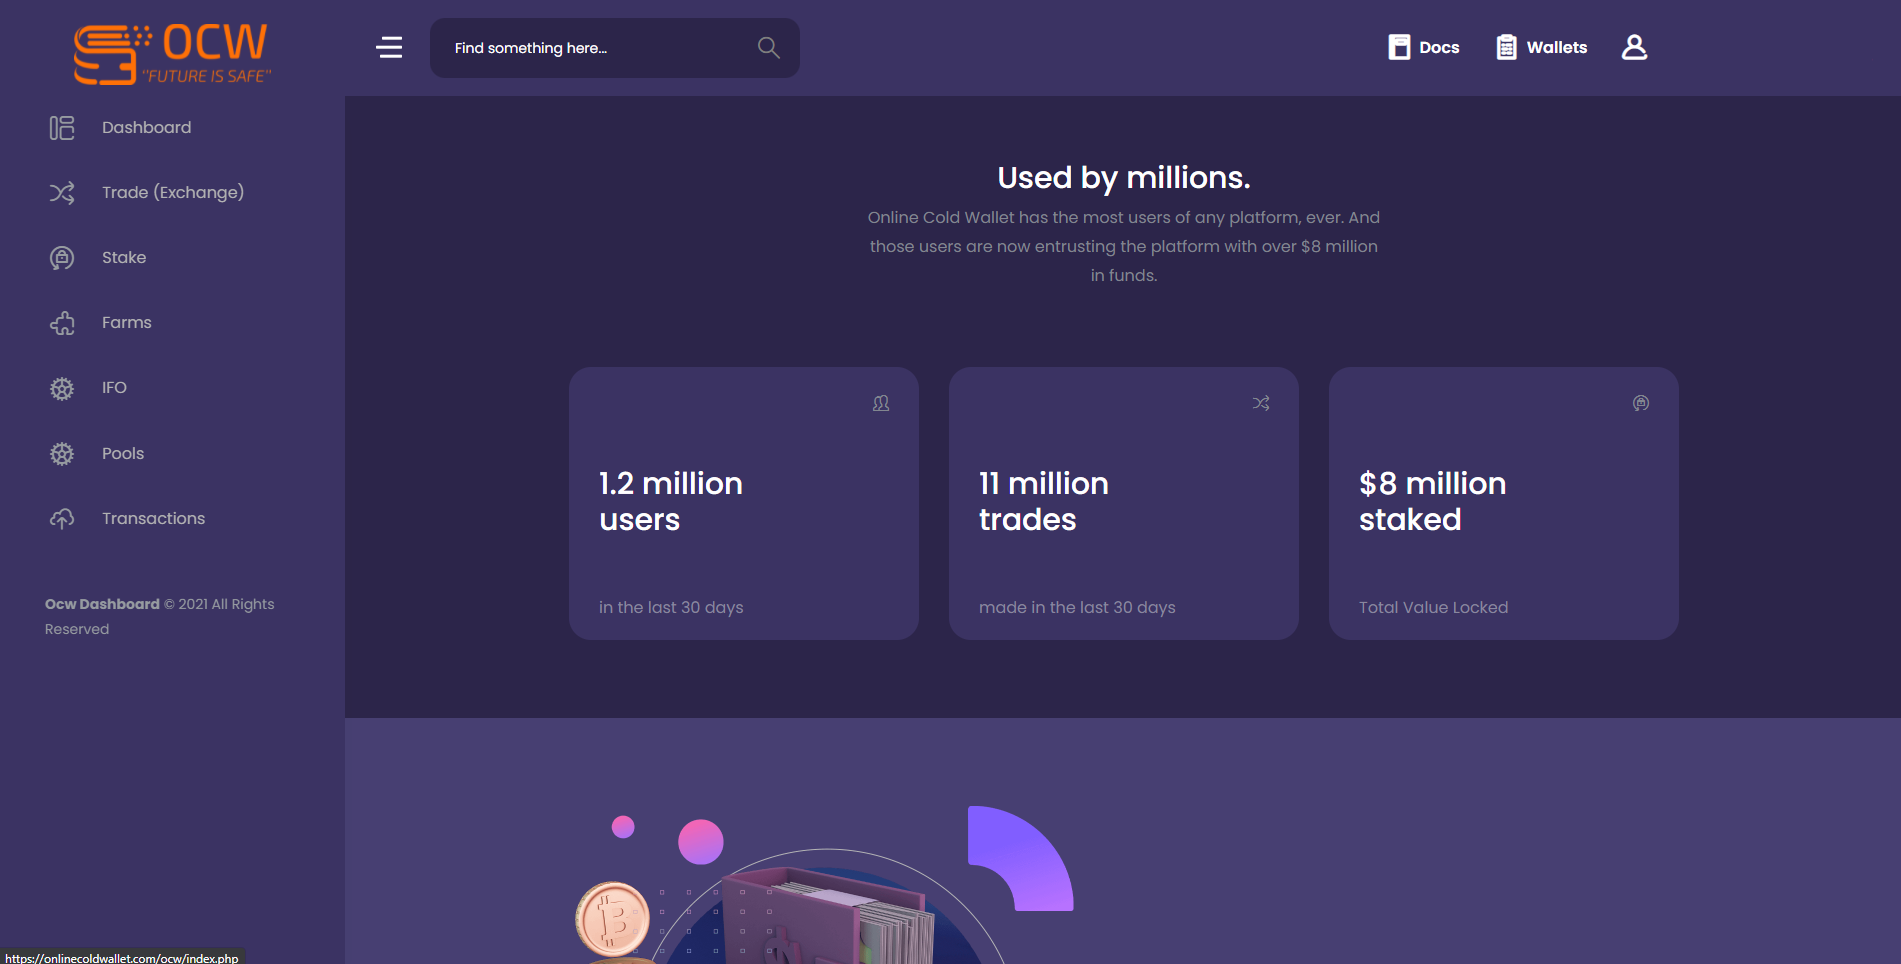 OCW
"FUTURE IS SAFE"
Find something here...
Docs
Wallets
Dashboard
Trade (Exchange)
Stake
Farms
IFO
Pools
Transactions
Ocw Dashboard © 2021 All Rights
Reserved
Used by millions.
Online Cold Wallet has the most users of any platform, ever. And
those users are now entrusting the platform with over $8 million
in funds.
1.2 million
users
in the last 30 days
11 million
trades
made in the last 30 days
$8 million
staked
Total Value Locked
https://onlinecoldwallet.com/ocw/index.php